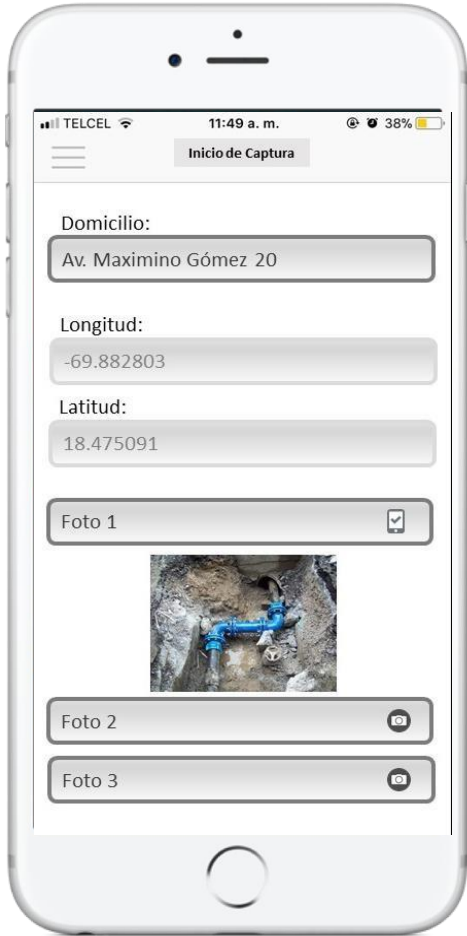 TELCEL 11:49 a. m. 38%
Inicio de Captura
Domicilio:
Av. Maximino Gómez 20
Longitud:
-69.882803
Latitud:
18.475091
Foto 1
Foto 2
Foto 3